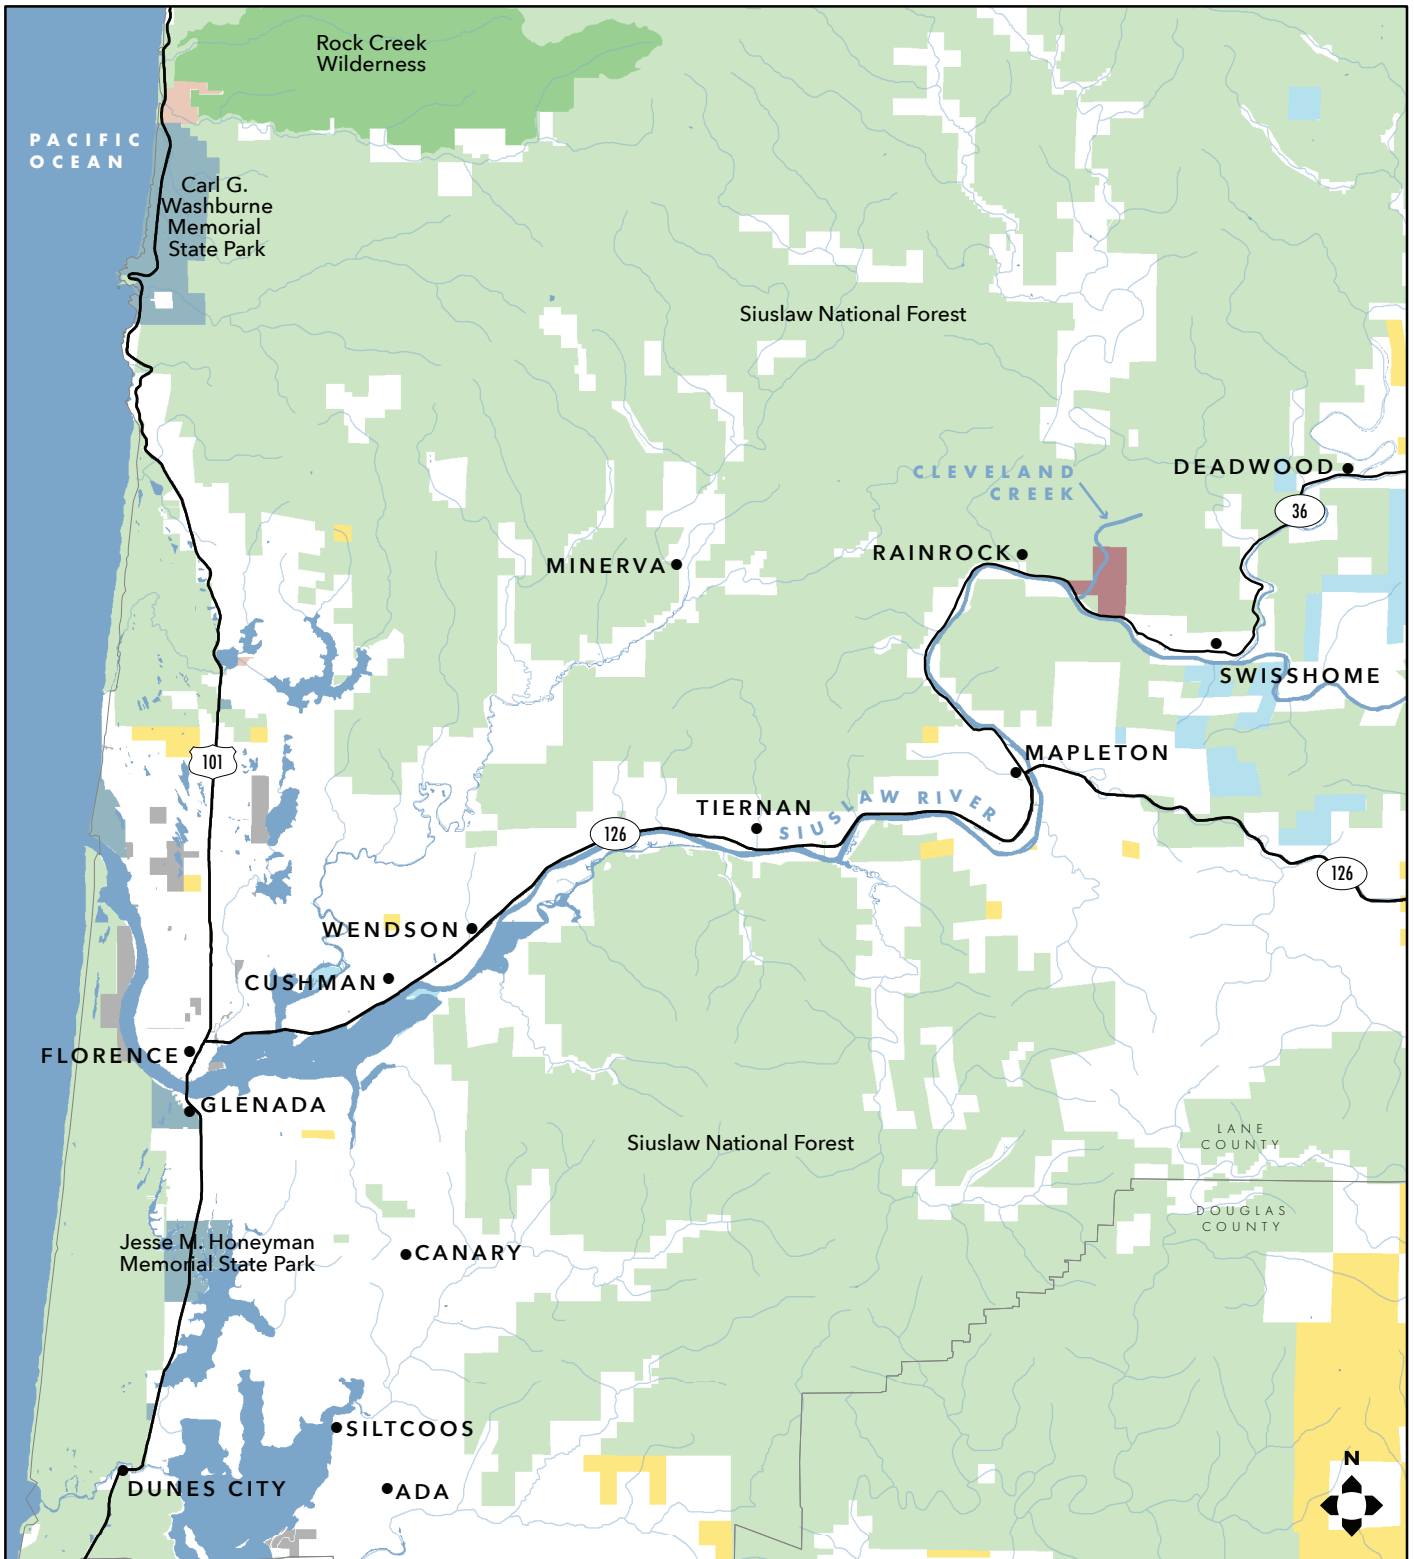 Rock Creek
Wilderness
PACIFIC
OCEAN
Carl G.
Washburne
Memorial
State Park
Siuslaw National Forest
CLEVELAND
CREEK
DEADWOOD
36
RAINROCK
MINERVA
SWISSHOME
101
MAPLETON
TIERNAN
SIUSLAW RIVER
126
126
WENDSON
CUSHMAN
FLORENCE
GLENADA
Siuslaw National Forest
LANE
COUNTY
DOUGLAS
COUNTY
Jesse M. Honeyman
Memorial State Park
CANARY
SILTCOOS
DUNES CITY
ADA
N